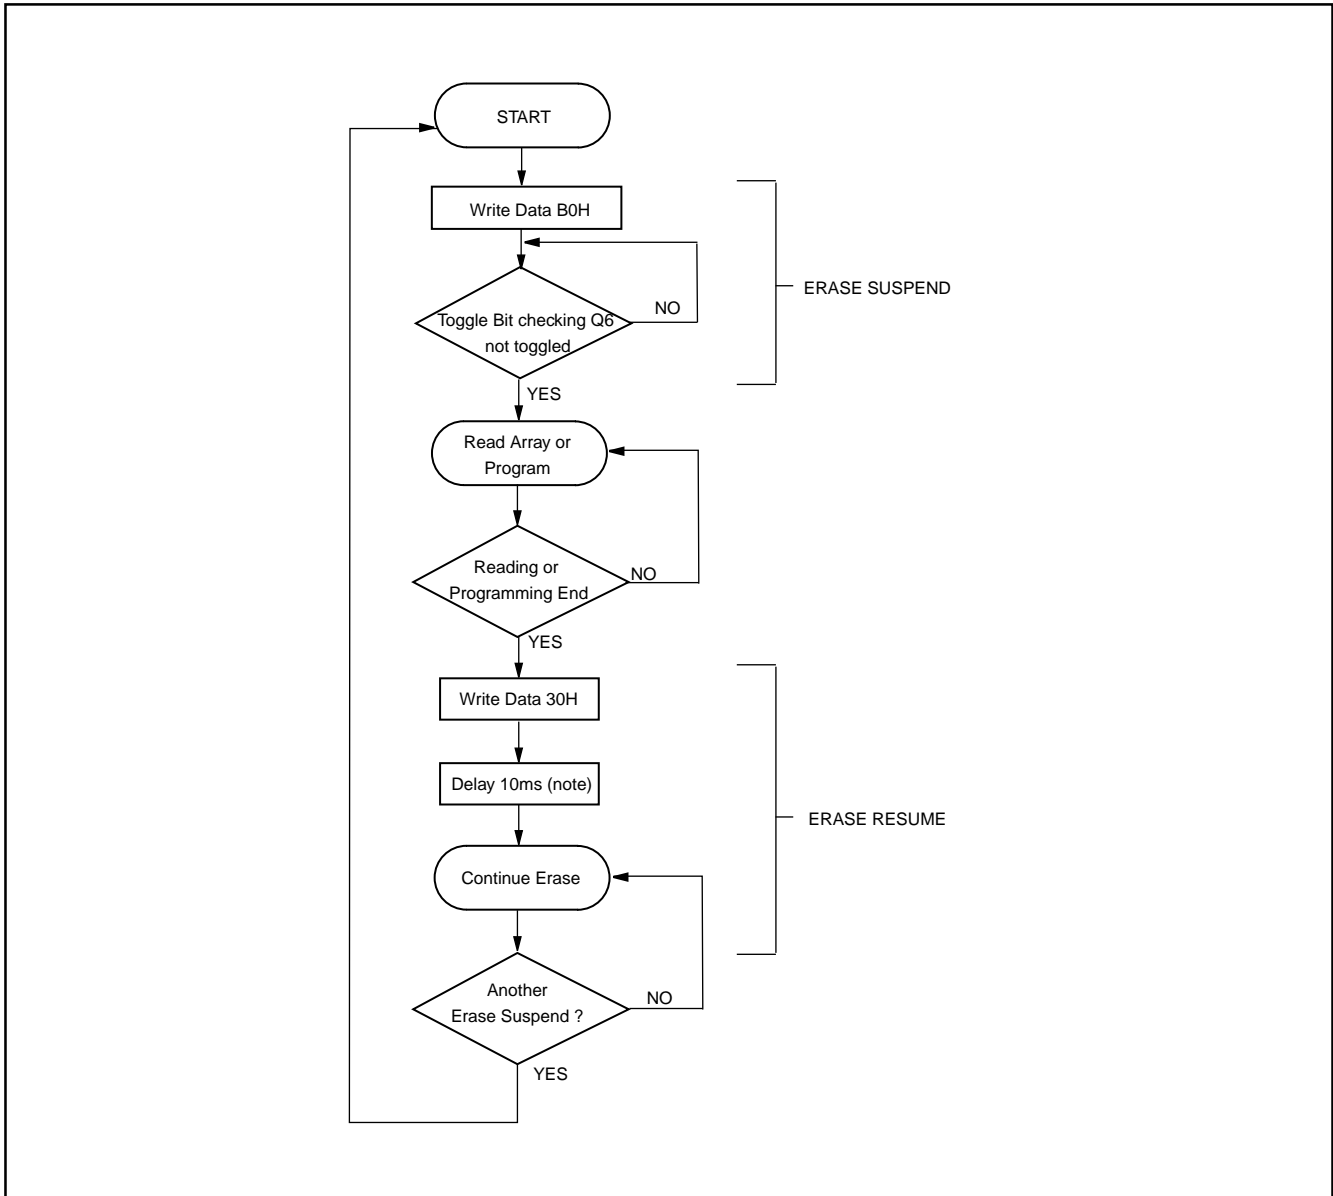 START
Write Data B0H
ERASE SUSPEND
NO
Toggle Bit checking Q6
not toggled
YES
Read Array or
Program
Reading or
NO
Programming End
YES
Write Data 30H
Delay 10ms (note)
ERASE RESUME
Continue Erase
Another
NO
Erase Suspend ?
YES